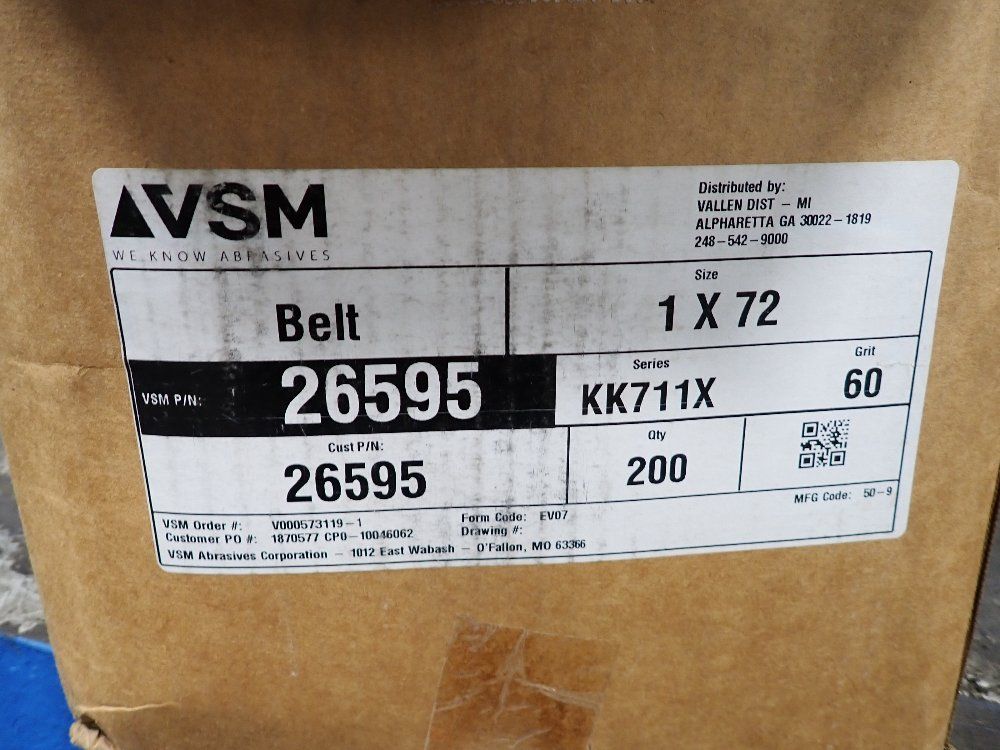 VSM
WE KNOW ABRASIVES
Distributed by:
VALLEN DIST - MI
ALPHARETTA GA 30022-1819
248-542-9000
Belt
Size
1 X 72
VSM P/N:
26595
Series
KK711X
Grit
60
Cust P/N:
26595
Qty
200
MFG Code: 50-9
VSM Order #: V000573119-1
Form Code: EV07
Customer PO #: 1870577 CPO-10046062
Drawing #:
VSM Abrasives Corporation - 1012 East Wabash - O'Fallon, MO 63366